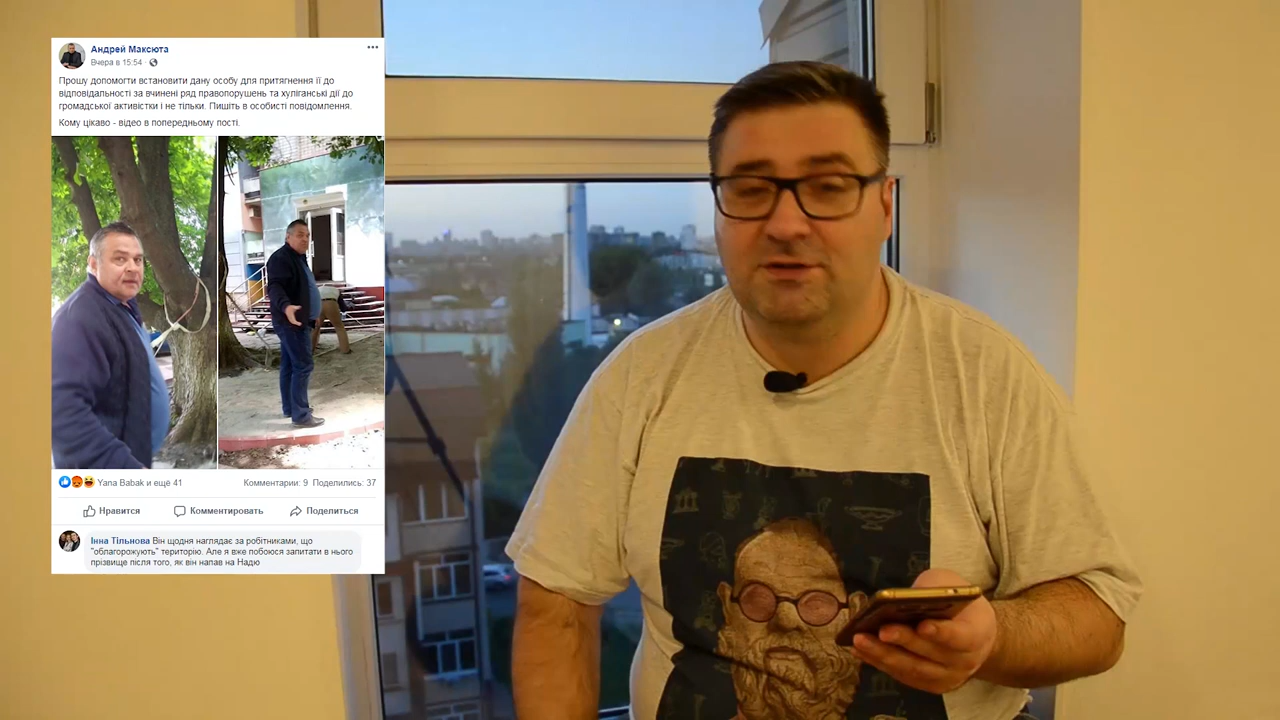 Андрей Максюта
Вчера в 15:54 ·
Прошу допомогти встановити дану особу для притягнення її до
відповідальності за вчинені ряд правопорушень та хуліганські дії до
громадської активістки і не тільки. Пишіть в особисті повідомлення.
Кому цікаво - відео в попередньому пості.
Yana Babak и ещё 41
Комментарии: 9 Поделились: 37
Нравится Комментировать Поделиться
Інна Тільнова Він щодня наглядає за робітниками, що
"облагорожують" територію. Але я вже побоюся запитати в нього
прізвище після того, як він напав на Надю